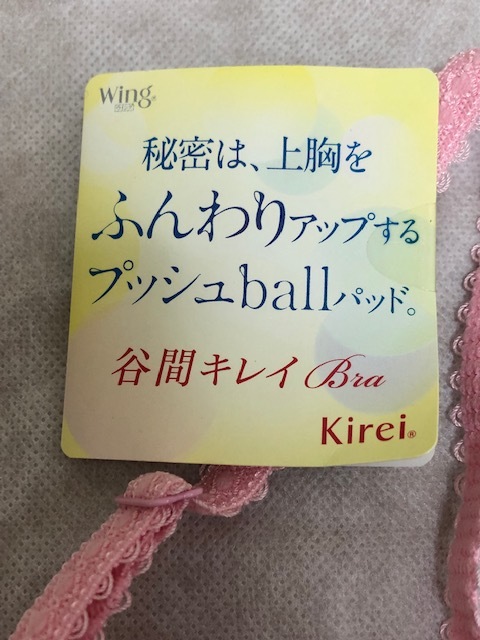 Wing®
秘密は、上胸を
ふんわりアップする
プッシュballパッド。
谷間キレイBra
Kirei®